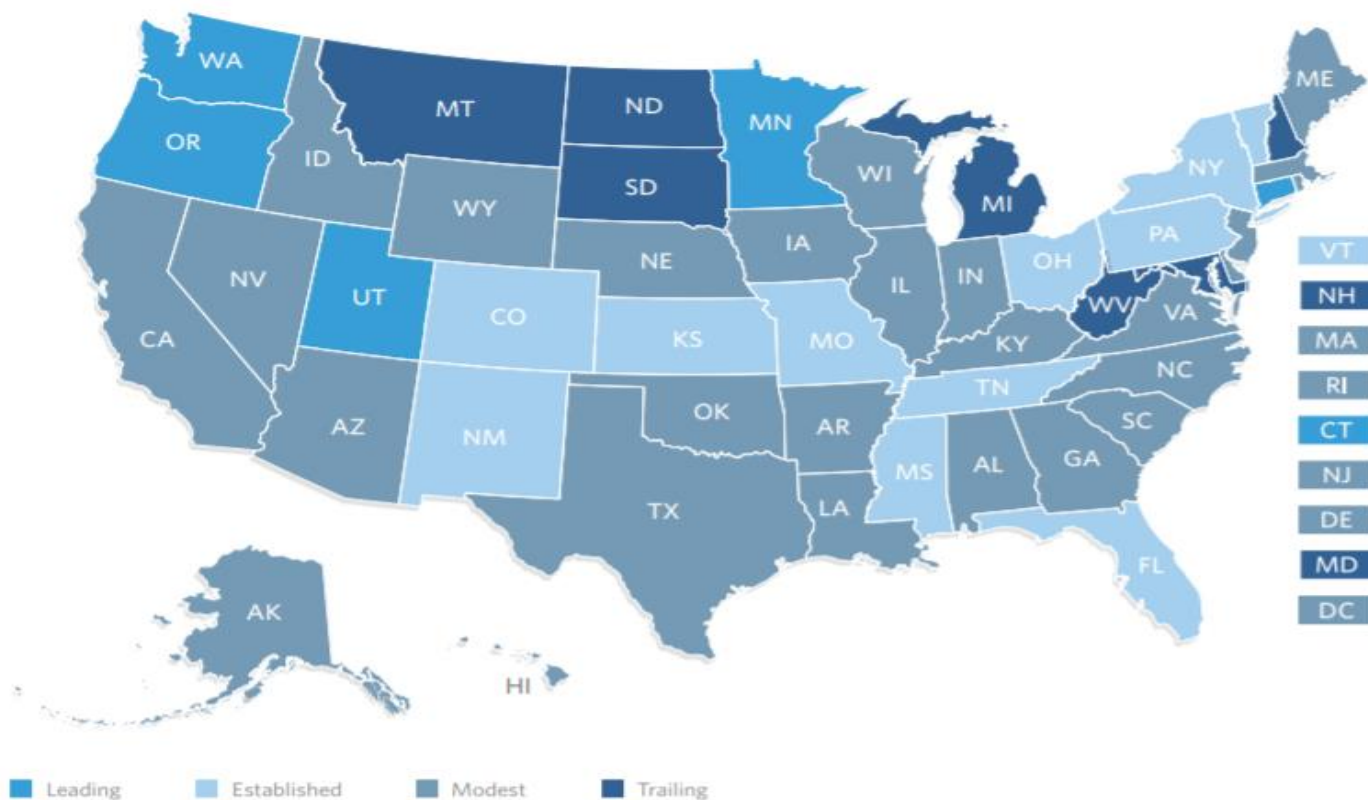 WA
ME
MT
ND
MN
OR
ID
WI
NY
SD
WY
MI
IA
PA
NE
OH
NV
IL
IN
VT
UT
NH
WV
CO
VA
CA
KS
MO
KY
MA
NC
TN
RI
OK
AZ
AR
SC
CT
NM
MS
AL
GA
NJ
TX
LA
DE
FL
MD
AK
DC
HI
Leading Established Modest Trailing